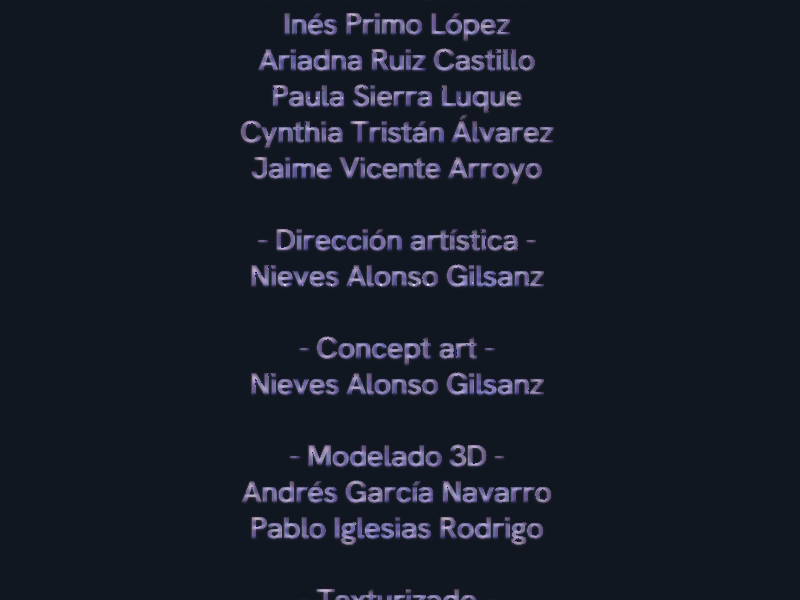 Inés Primo López
Ariadna Ruiz Castillo
Paula Sierra Luque
Cynthia Tristán Álvarez
Jaime Vicente Arroyo
- Dirección artística -
Nieves Alonso Gilsanz
- Concept art -
Nieves Alonso Gilsanz
- Modelado 3D -
Andrés García Navarro
Pablo Iglesias Rodrigo
- Texturizado -